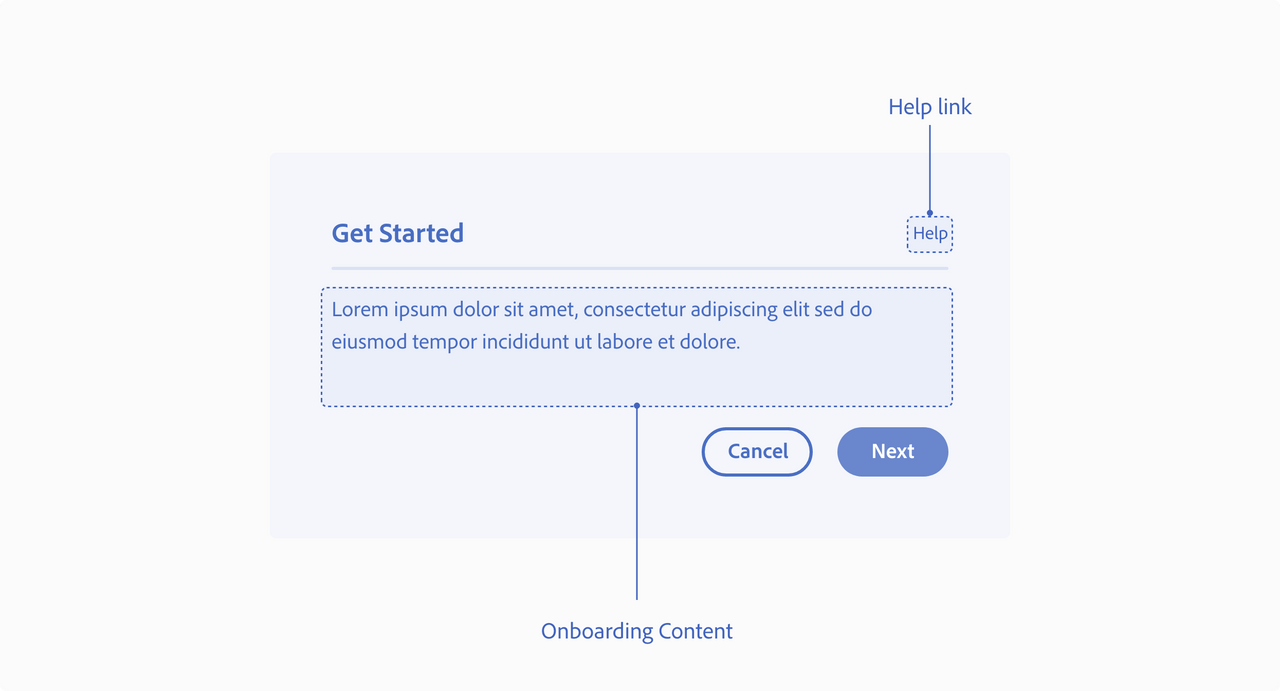 Help link
Get Started
Help
Lorem ipsum dolor sit amet, consectetur adipiscing elit sed do
eiusmod tempor incididunt ut labore et dolore.
Cancel
Next
Onboarding Content